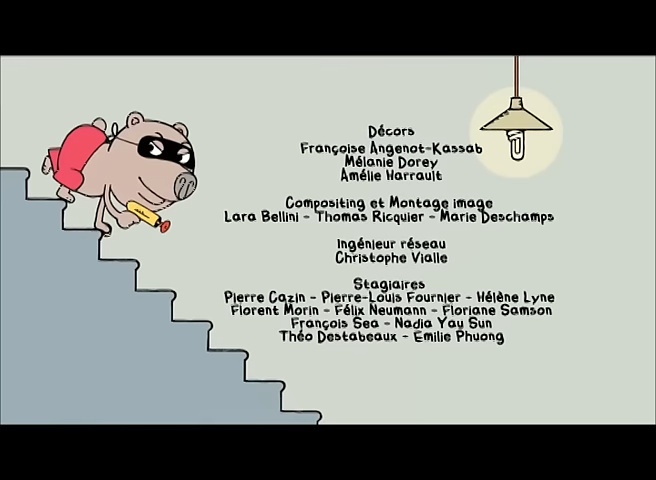 Décors
Françoise Angenot-Kassab
Mélanie Dorey
Amélie Harrault
Compositing et Montage image
Lara Bellini - Thomas Ricquier - Marie Deschamps
Ingénieur réseau
Christophe Vialle
Stagiaires
Pierre Cazin - Pierre-Louis Fournier - Hélène Lyne
Florent Morin - Félix Neumann - Floriane Samson
François Sea - Nadia Yau Sun
Théo Destabeaux - Emilie Phuong